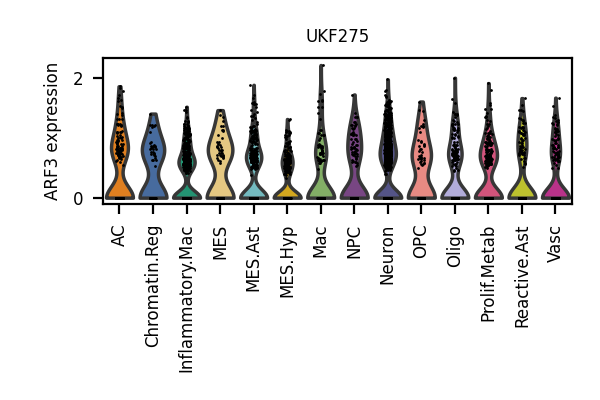 UKF275
ARF3 expression
2
0
AC
Chromatin.Reg
Inflammatory.Mac
MES
MES.Ast
MES.Hyp
Mac
NPC
Neuron
OPC
Oligo
Prolif.Metab
Reactive.Ast
Vasc